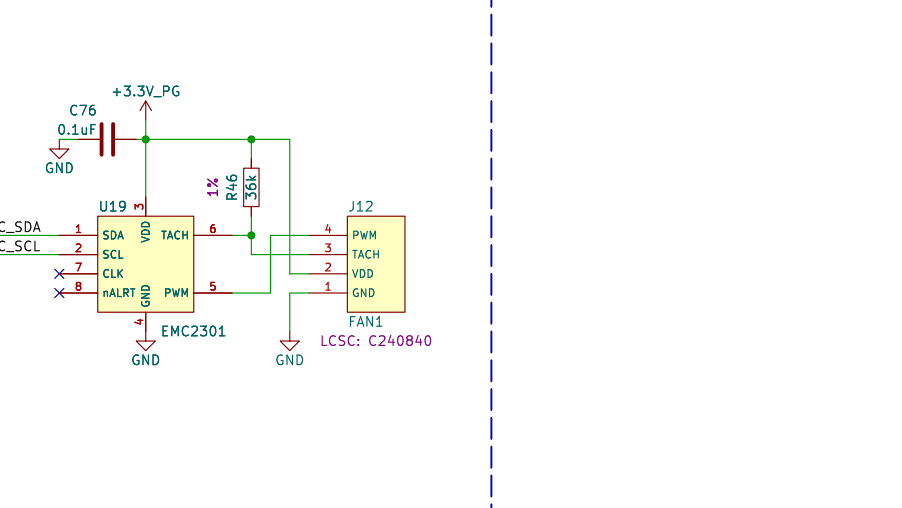 +3.3V_PG
C76
0.1uF
GND
1%
R46
36k
U19
J12
C_SDA
C_SCL
1
2
7
8
SDA
SCL
CLK
nALRT
3
VDD
GND
4
TACH
PWM
6
5
EMC2301
GND
4
3
2
1
PWM
TACH
VDD
GND
FAN1
LCSC: C240840
GND